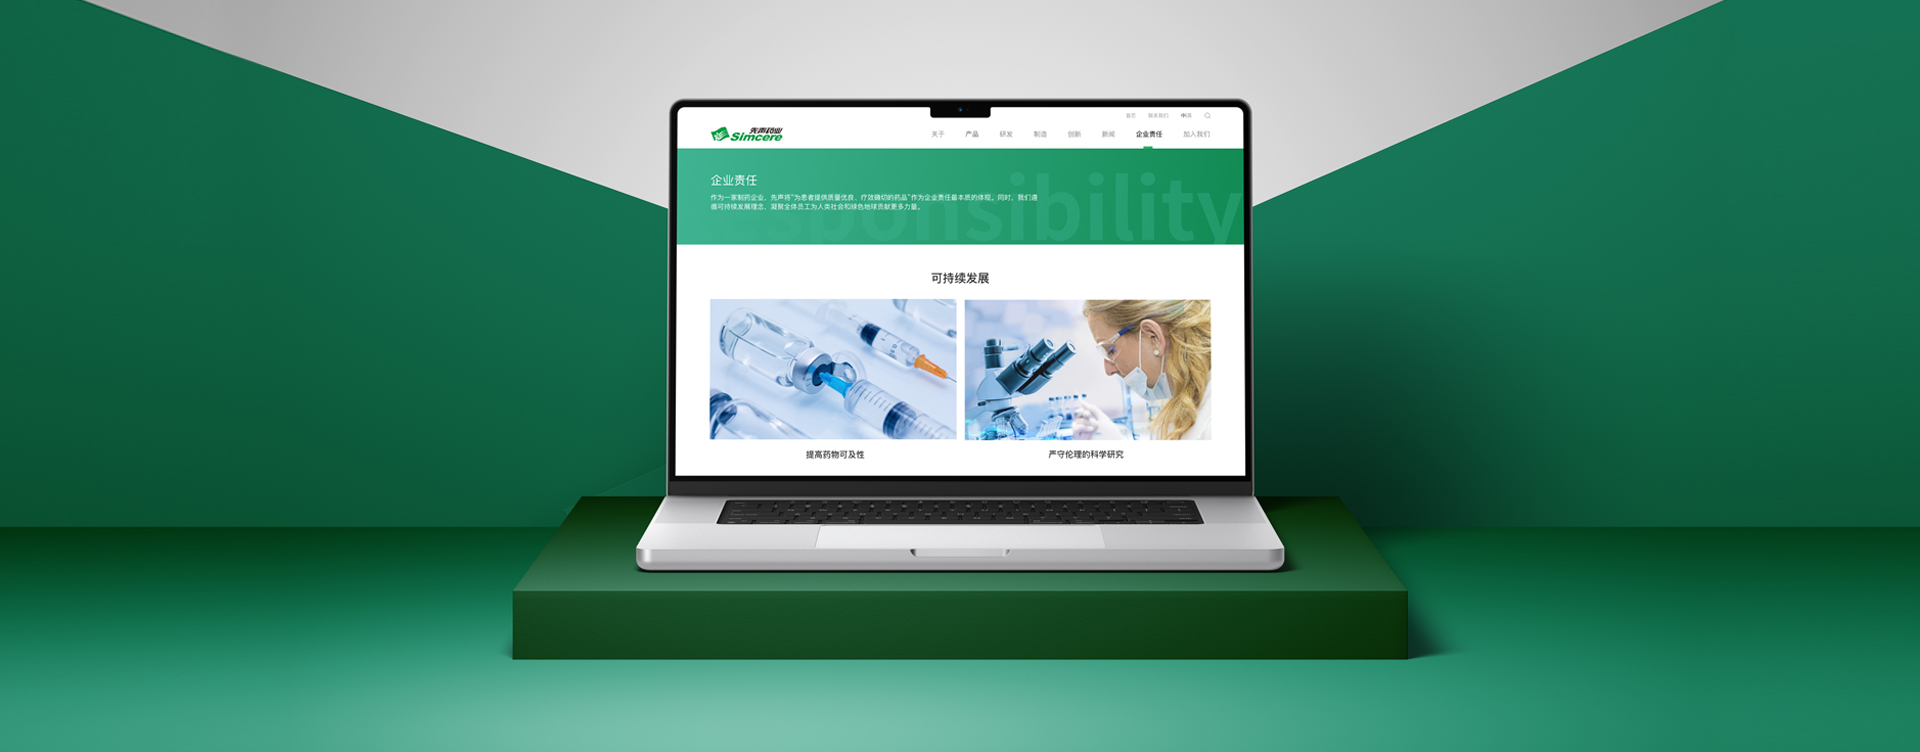 首页 联系我们 中/英
先声药业
Simcere
关于 产品 研发 制造 创新 新闻 企业责任 加入我们
企业责任
作为一家制药企业，先声将“为患者提供质量优良、疗效确切的药品”作为企业责任最本质的体现。同时，我们遵
循可持续发展理念，凝聚全体员工为人类社会和绿色地球贡献更多力量。
sponsibility
可持续发展
提高药物可及性
严守伦理的科学研究